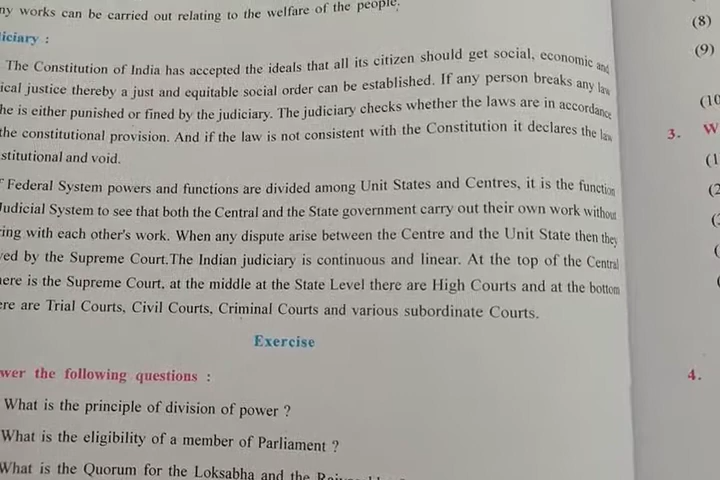 ny works can be carried out relating to the welfare of the people.
iciary :
The Constitution of India has accepted the ideals that all its citizen should get social, economic and
ical justice thereby a just and equitable social order can be established. If any person breaks any law
he is either punished or fined by the judiciary. The judiciary checks whether the laws are in accordance
the constitutional provision. And if the law is not consistent with the Constitution it declares the law
stitutional and void.
Federal System powers and functions are divided among Unit States and Centres, it is the function
Judicial System to see that both the Central and the State government carry out their own work without
ring with each other's work. When any dispute arise between the Centre and the Unit State then they
ved by the Supreme Court.The Indian judiciary is continuous and linear. At the top of the Central
here is the Supreme Court, at the middle at the State Level there are High Courts and at the bottom
ere are Trial Courts, Civil Courts, Criminal Courts and various subordinate Courts.
Exercise
wer the following questions :
What is the principle of division of power ?
What is the eligibility of a member of Parliament ?
What is the Quorum for the Loksabha and the
(8)
(9)
(10
3. W
(1
(2
4.